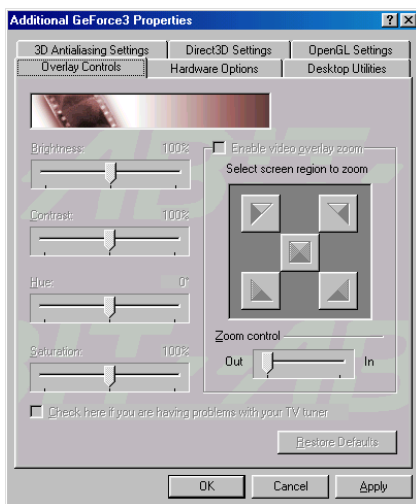 Additional GeForce3 Properties
3D Antialiasing Settings Direct3D Settings OpenGL Settings
Overlay Controls Hardware Options Desktop Utilities
Brightness: 100%
Enable video overlay zoom
Select screen region to zoom
Contrast: 100%
Hue: 0°
Zoom control
Out In
Saturation: 100%
Check here if you are having problems with your TV tuner
Restore Defaults
OK Cancel Apply